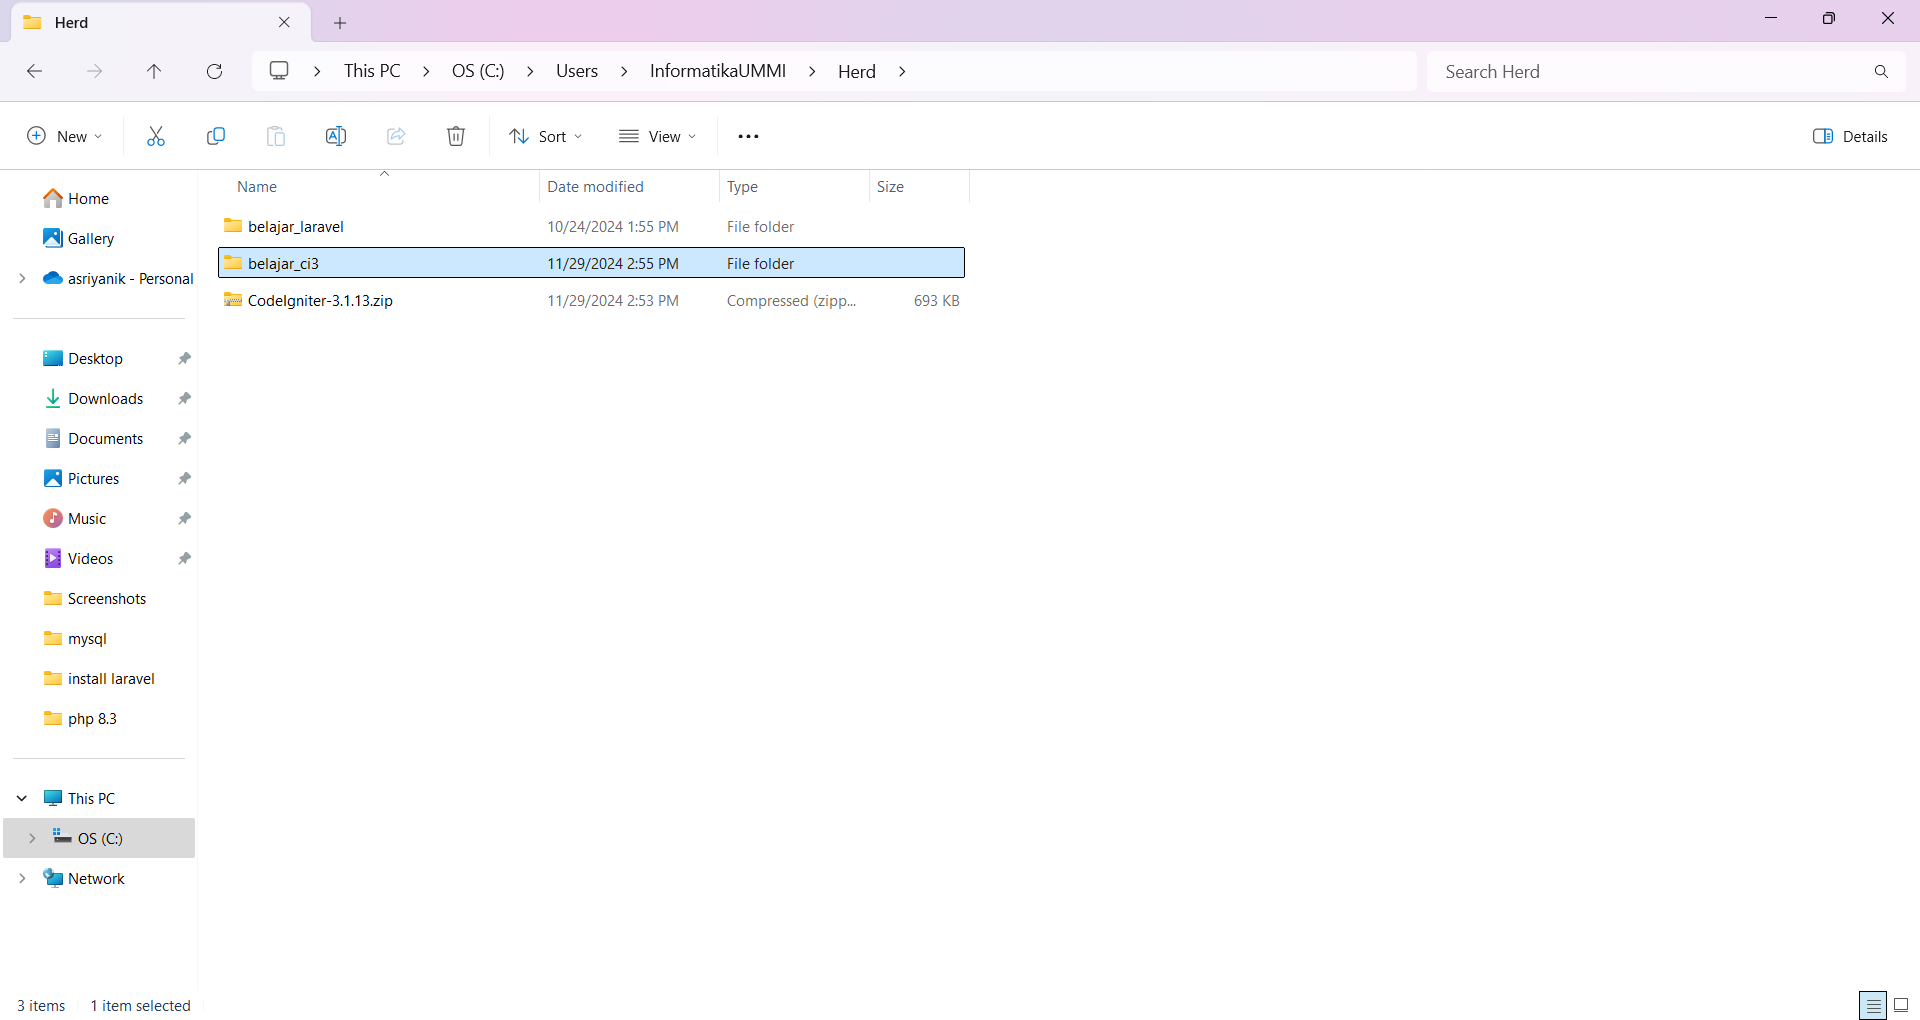 Herd
This PC > OS (C:) > Users > InformatikaUMMI > Herd >
Search Herd
New
Sort
View
Details
Name Date modified Type Size
belajar_laravel 10/24/2024 1:55 PM File folder
belajar_ci3 11/29/2024 2:55 PM File folder
CodeIgniter-3.1.13.zip 11/29/2024 2:53 PM Compressed (zipp... 693 KB
Home
Gallery
asriyanik - Personal
Desktop
Downloads
Documents
Pictures
Music
Videos
Screenshots
mysql
install laravel
php 8.3
This PC
OS (C:)
Network
3 items 1 item selected